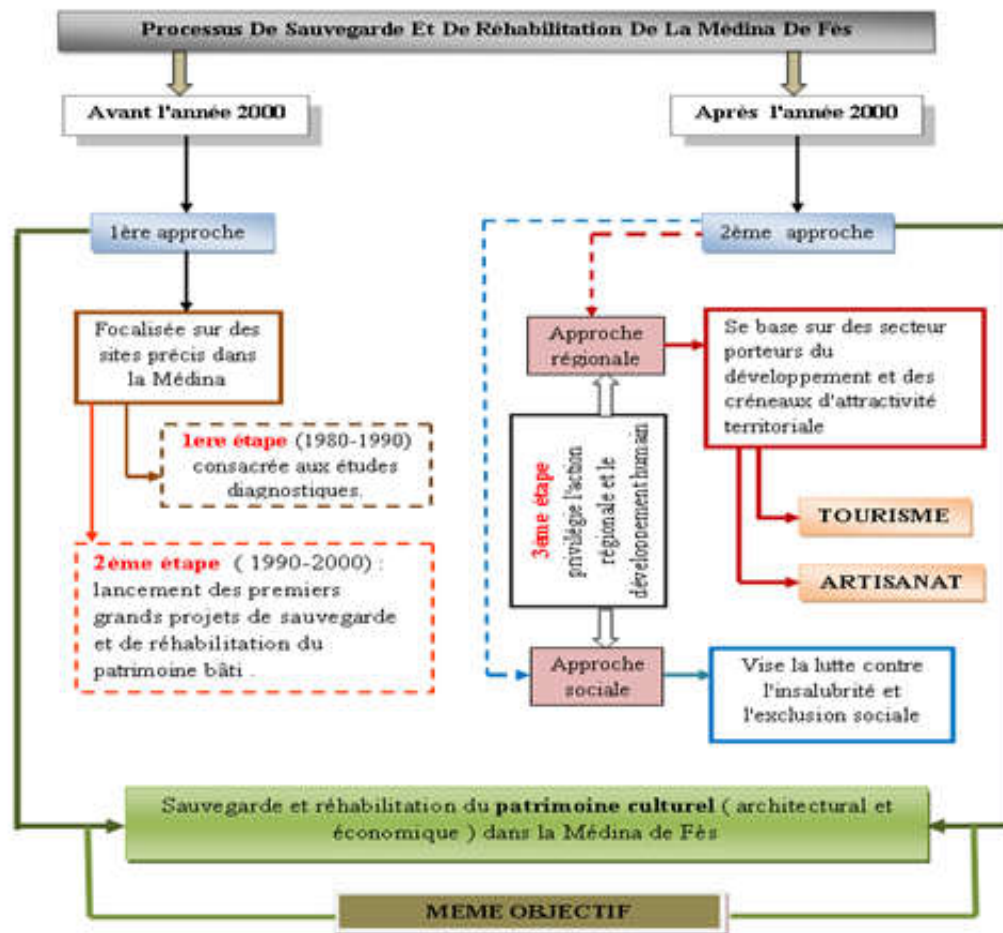 Processus De Sauvegarde Et De Réhabilitation De La Médina De Fès
Avant l'année 2000
Après l'année 2000
1ère approche
2ème approche
Focalisée sur des
sites précis dans
la Médina
1ere étape (1980-1990)
consacrée aux études
diagnostiques.
2éme étape ( 1990-2000) :
lancement des premiers
grands projets de sauvegarde
et de réhabilitation du
patrimoine bâti .
Approche
régionale
Se base sur des secteur
porteurs du
développement et des
créneaux d'attractivité
territoriale
3éme étape
privilégie l'action
régionale et le
développement humain
TOURISME
ARTISANAT
Approche
sociale
Vise la lutte contre
l'insalubrité et
l'exclusion sociale
Sauvegarde et réhabilitation du patrimoine culturel ( architectural et
économique ) dans la Médina de Fès
MEME OBJECTIF